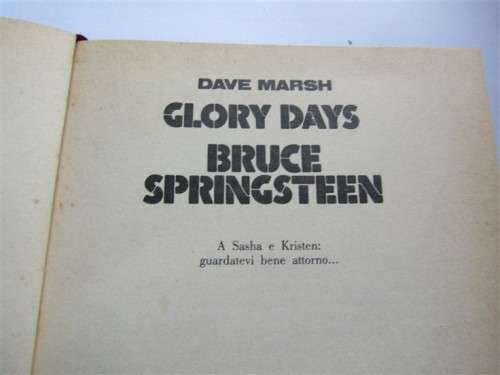 DAVE MARSH
GLORY DAYS
BRUCE
SPRINGSTEEN
A Sasha e Kristen:
guardatevi bene attorno...